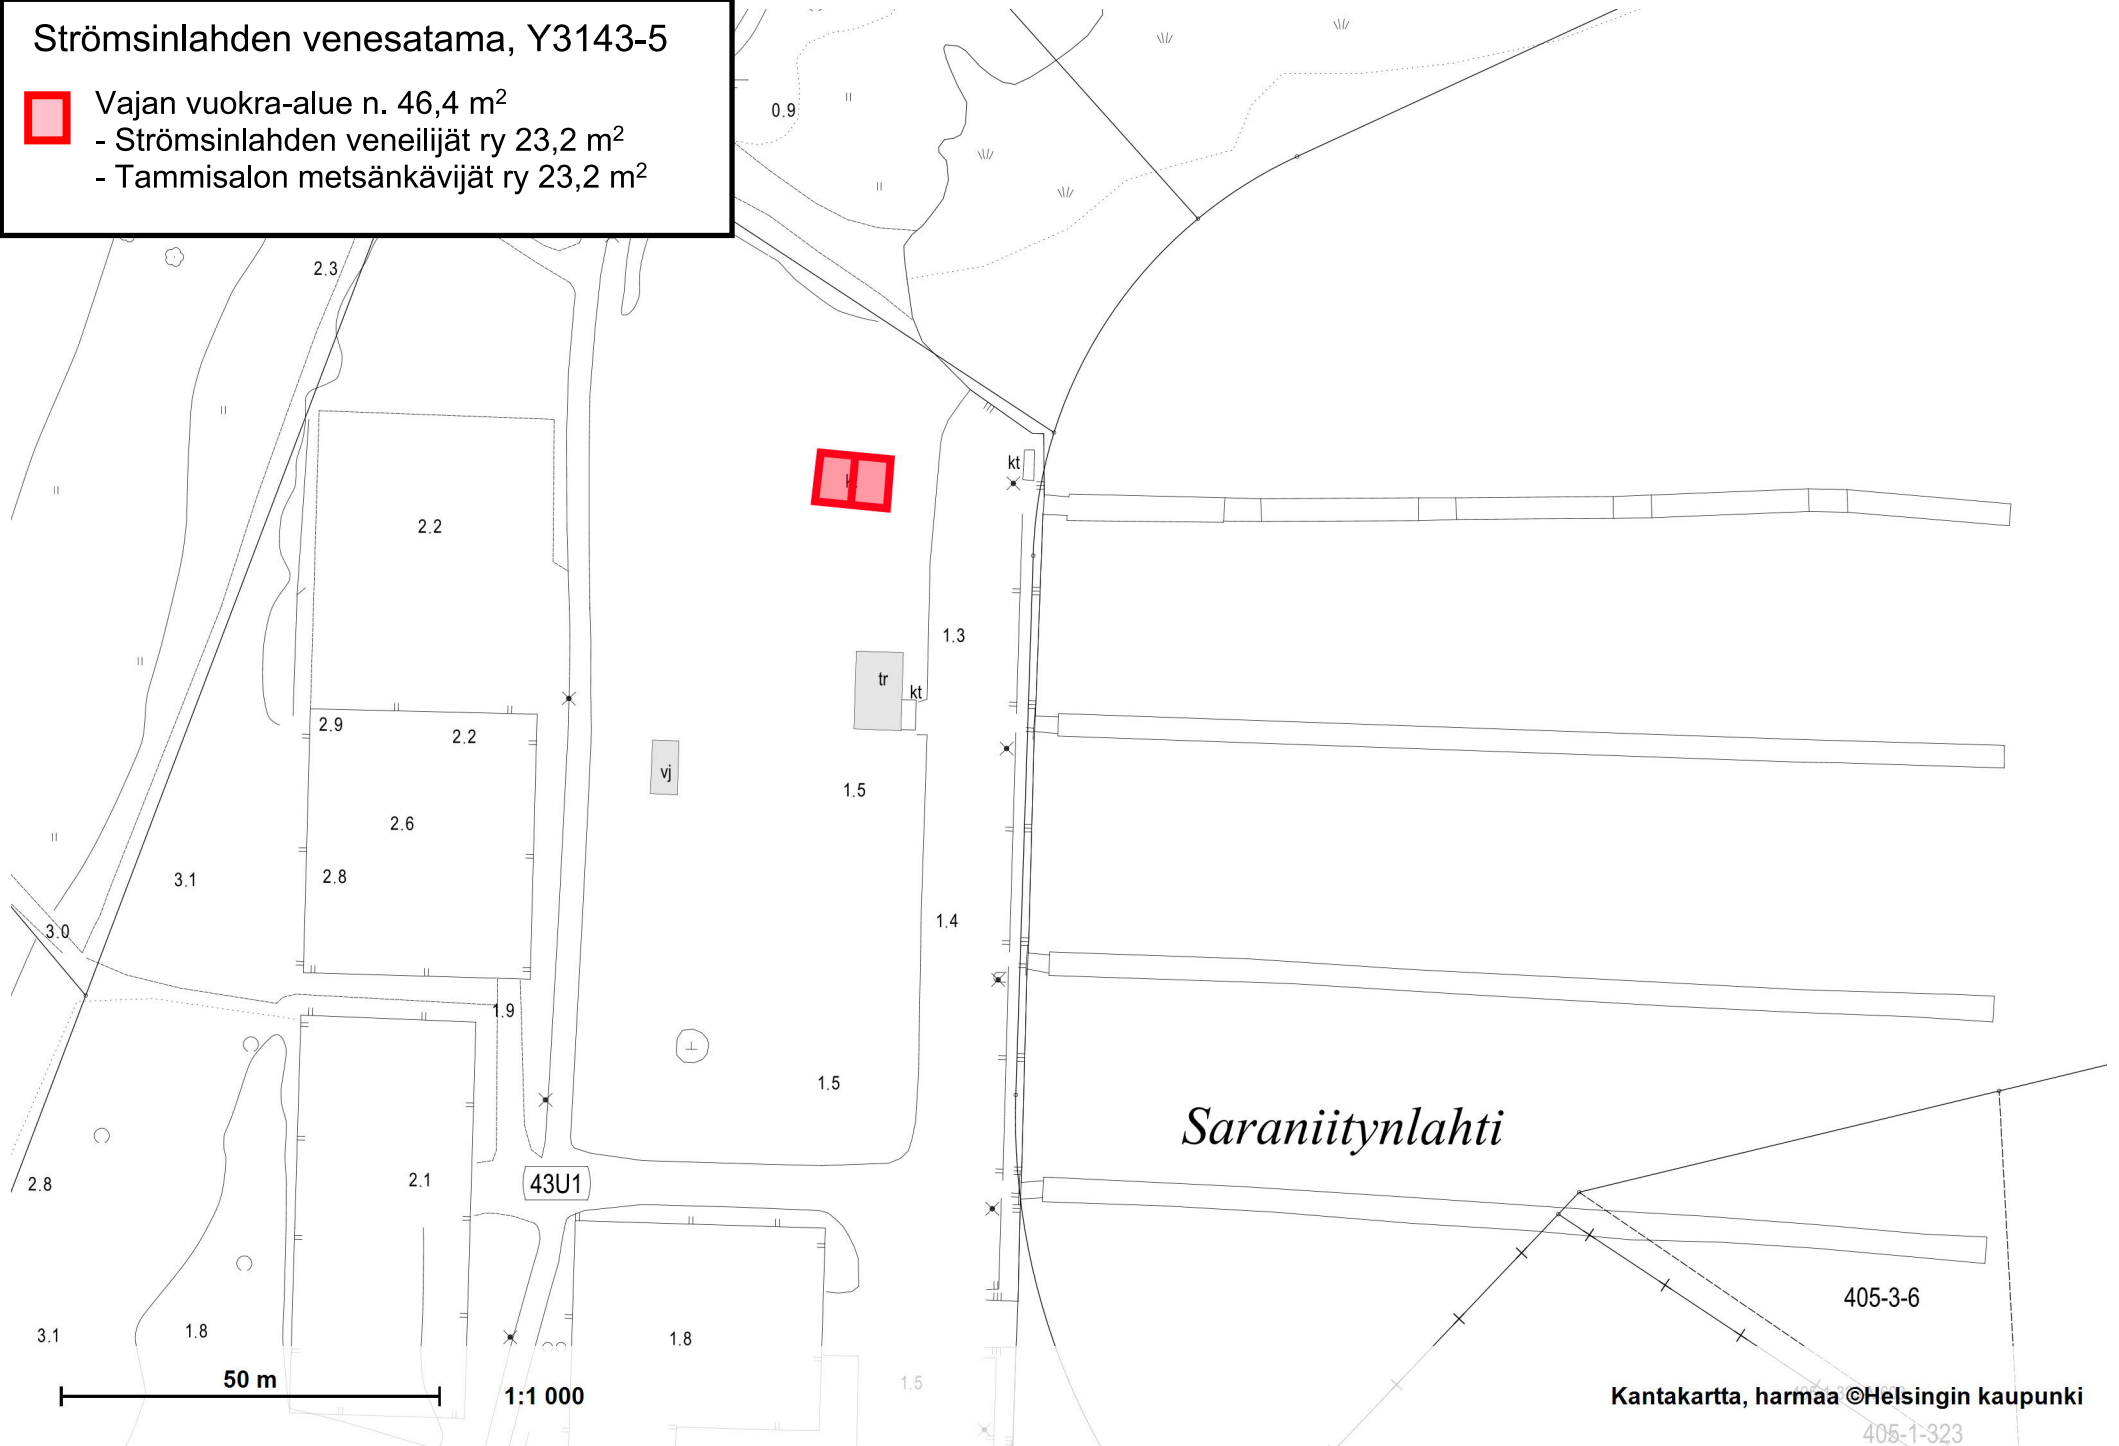 Strömsinlahden venesatama, Y3143-5
Vajan vuokra-alue n. 46,4 m²
- Strömsinlahden veneilijät ry 23,2 m²
- Tammisalon metsänkävijät ry 23,2 m²
0.9
2.3
kt
2.2
1.3
tr
kt
2.9
2.2
vj
1.5
2.6
2.8
3.1
1.4
3.0
1.9
1.5
Saraniitynlahti
2.8
2.1
43U1
405-3-6
3.1
1.8
1.8
50 m
1:1 000
1.5
Kantakartta, harmaa ©Helsingin kaupunki
405-1-323